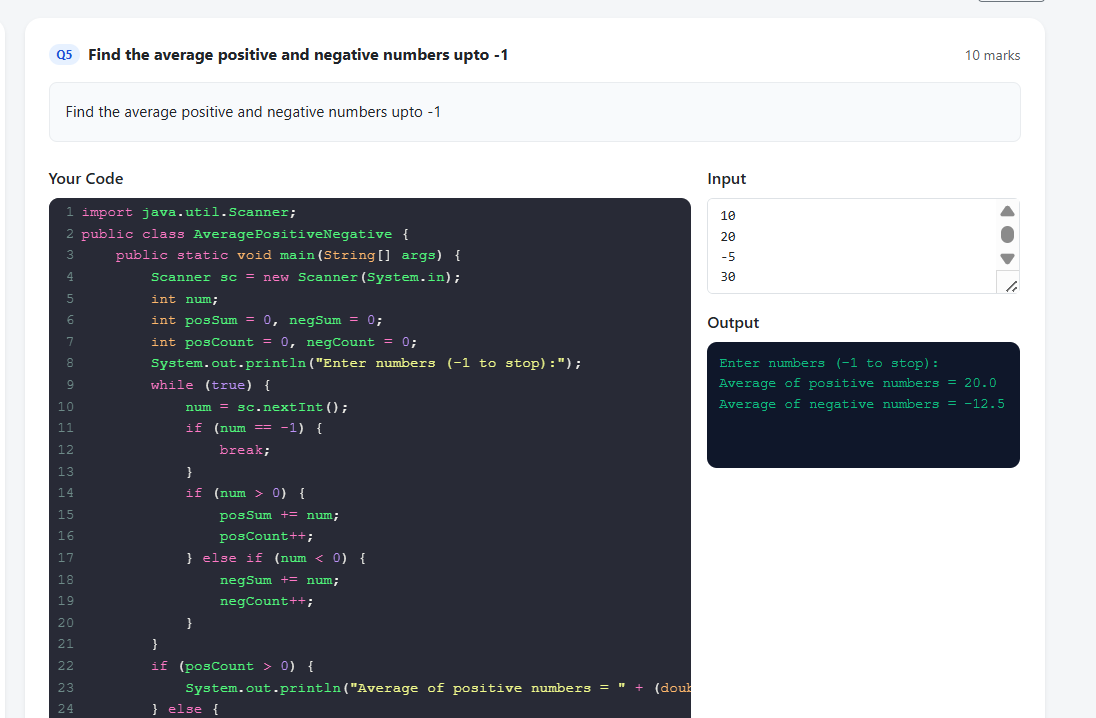 Q5 Find the average positive and negative numbers upto -1 10 marks
Find the average positive and negative numbers upto -1
Your Code
1 import java.util.Scanner;
2 public class AveragePositiveNegative {
3     public static void main(String[] args) {
4         Scanner sc = new Scanner(System.in);
5         int num;
6         int posSum = 0, negSum = 0;
7         int posCount = 0, negCount = 0;
8         System.out.println("Enter numbers (-1 to stop):");
9         while (true) {
10             num = sc.nextInt();
11             if (num == -1) {
12                 break;
13             }
14             if (num > 0) {
15                 posSum += num;
16                 posCount++;
17             } else if (num < 0) {
18                 negSum += num;
19                 negCount++;
20             }
21         }
22         if (posCount > 0) {
23             System.out.println("Average of positive numbers = " + (doub
24         } else {
Input
10
20
-5
30
Output
Enter numbers (-1 to stop):
Average of positive numbers = 20.0
Average of negative numbers = -12.5